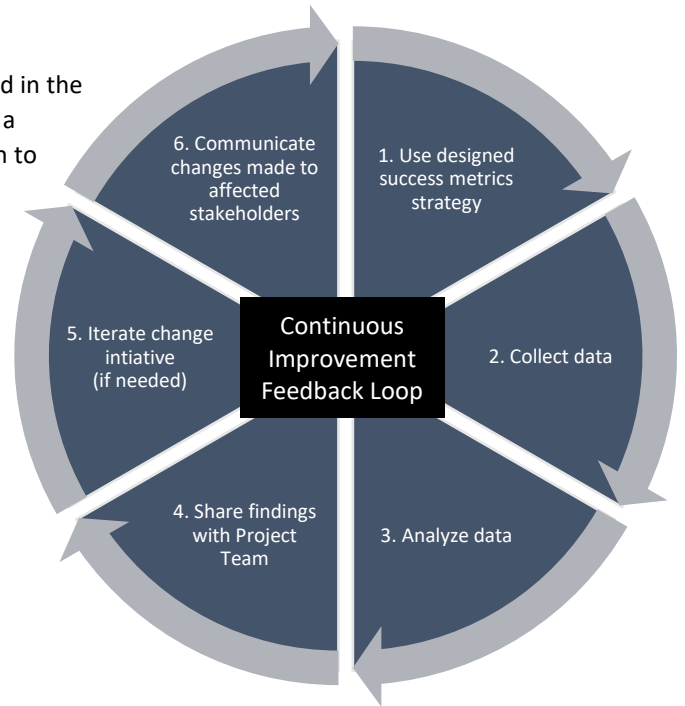 d in the
a
n to
6. Communicate
changes made to
affected
stakeholders
1. Use designed
success metrics
strategy
5. Iterate change
intiative
(if needed)
Continuous
Improvement
Feedback Loop
2. Collect data
4. Share findings
with Project
Team
3. Analyze data